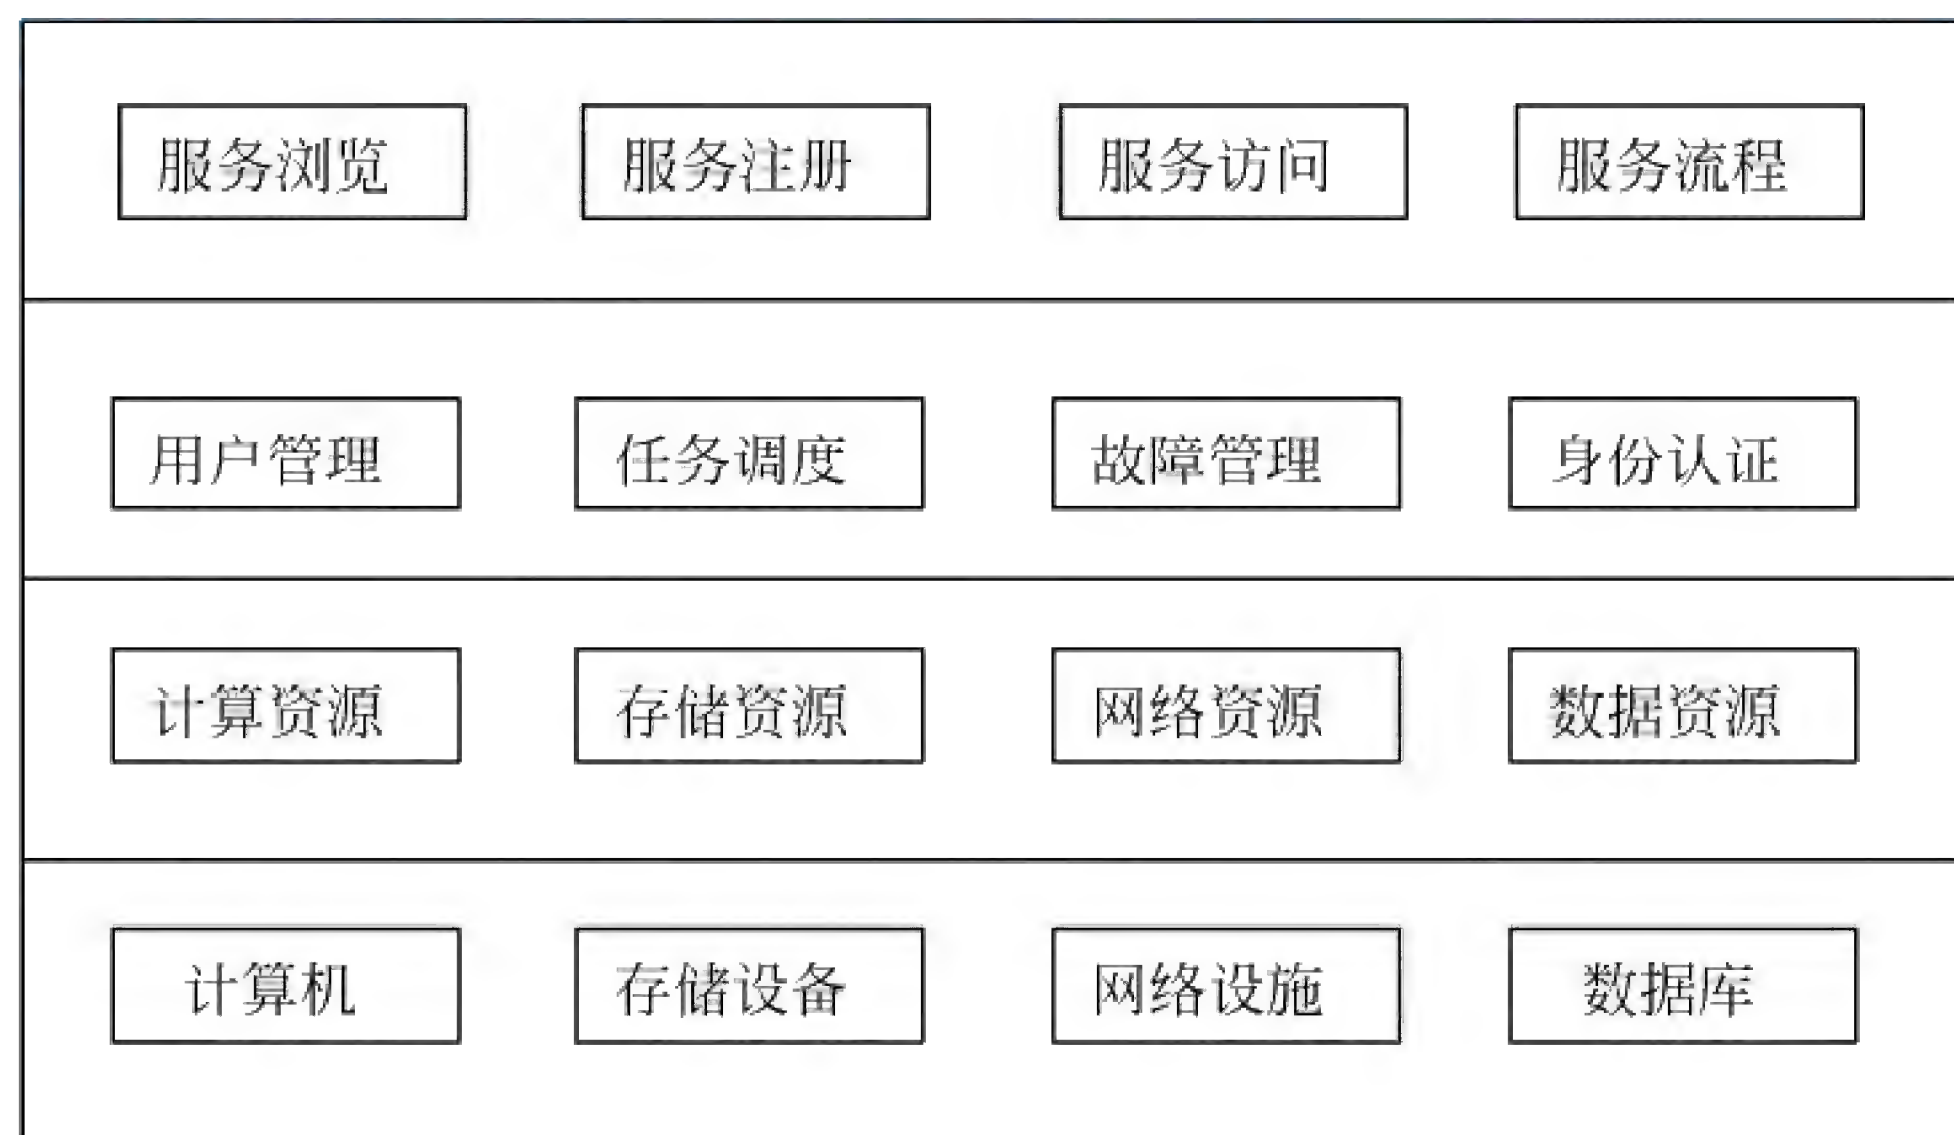 服务浏览 服务注册 服务访问 服务流程
用户管理 任务调度 故障管理 身份认证
计算资源 存储资源 网络资源 数据资源
计算机 存储设备 网络设施 数据库